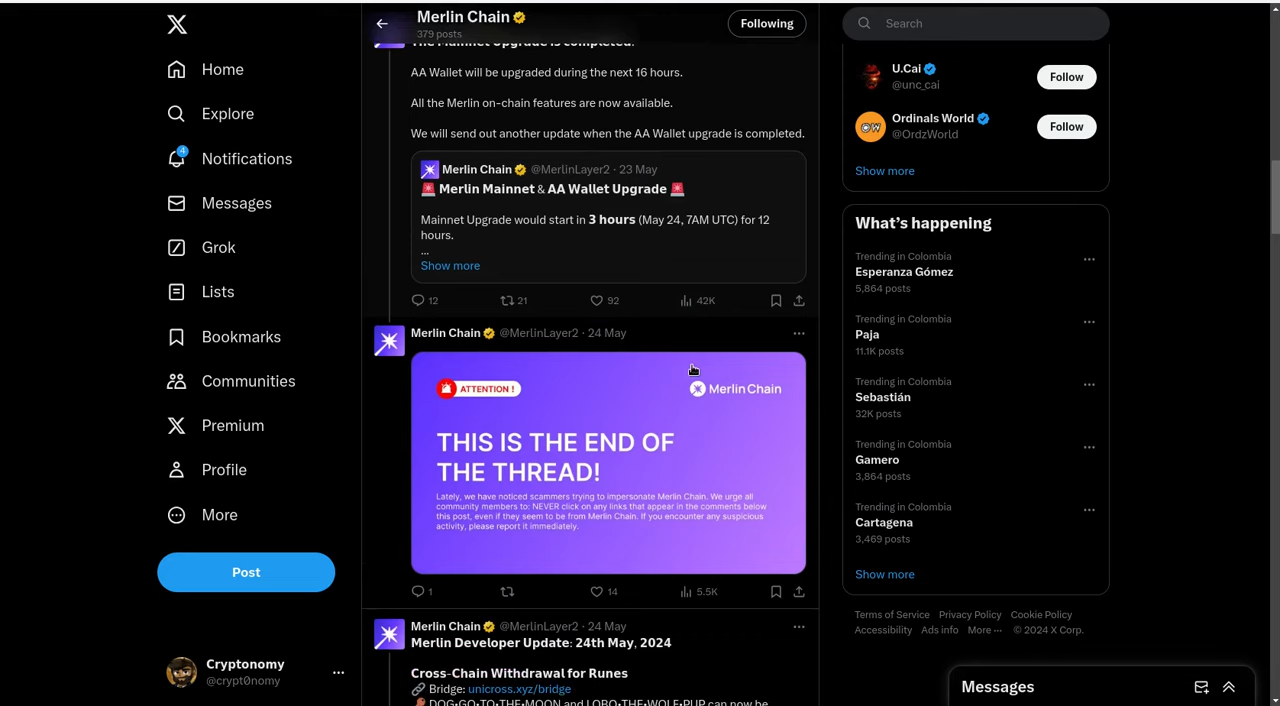 Home
Explore
4
Notifications
Messages
Grok
Lists
Bookmarks
Communities
Premium
Profile
More
Post
Cryptonomy
@crypt0nomy
Merlin Chain
379 posts
Following
The Mainnet Upgrade is completed!
AA Wallet will be upgraded during the next 16 hours.
All the Merlin on-chain features are now available.
We will send out another update when the AA Wallet upgrade is completed.
Merlin Chain @MerlinLayer2 · 23 May
🚨 Merlin Mainnet & AA Wallet Upgrade 🚨
Mainnet Upgrade would start in 3 hours (May 24, 7AM UTC) for 12
hours.
...
Show more
12 21 92 42K
Merlin Chain @MerlinLayer2 · 24 May
ATTENTION !
Merlin Chain
THIS IS THE END OF
THE THREAD!
Lately, we have noticed scammers trying to impersonate Merlin Chain. We urge all
community members to: NEVER click on any links that appear in the comments below
this post, even if they seem to be from Merlin Chain. If you encounter any suspicious
activity, please report it immediately.
1 14 5.5K
Merlin Chain @MerlinLayer2 · 24 May
Merlin Developer Update: 24th May, 2024
Cross-Chain Withdrawal for Runes
🔗 Bridge: unicross.xyz/bridge
DOG•GO•TO•THE•MOON and LOBO•THE•WOLF•PUP can now be
Search
U.Cai
@unc_cai
Follow
Ordinals World
@OrdzWorld
Follow
OW
Show more
What's happening
Trending in Colombia
Esperanza Gómez
5,864 posts
Trending in Colombia
Paja
11.1K posts
Trending in Colombia
Sebastián
32K posts
Trending in Colombia
Gamero
3,864 posts
Trending in Colombia
Cartagena
3,469 posts
Show more
Terms of Service Privacy Policy Cookie Policy
Accessibility Ads info More ··· © 2024 X Corp.
Messages